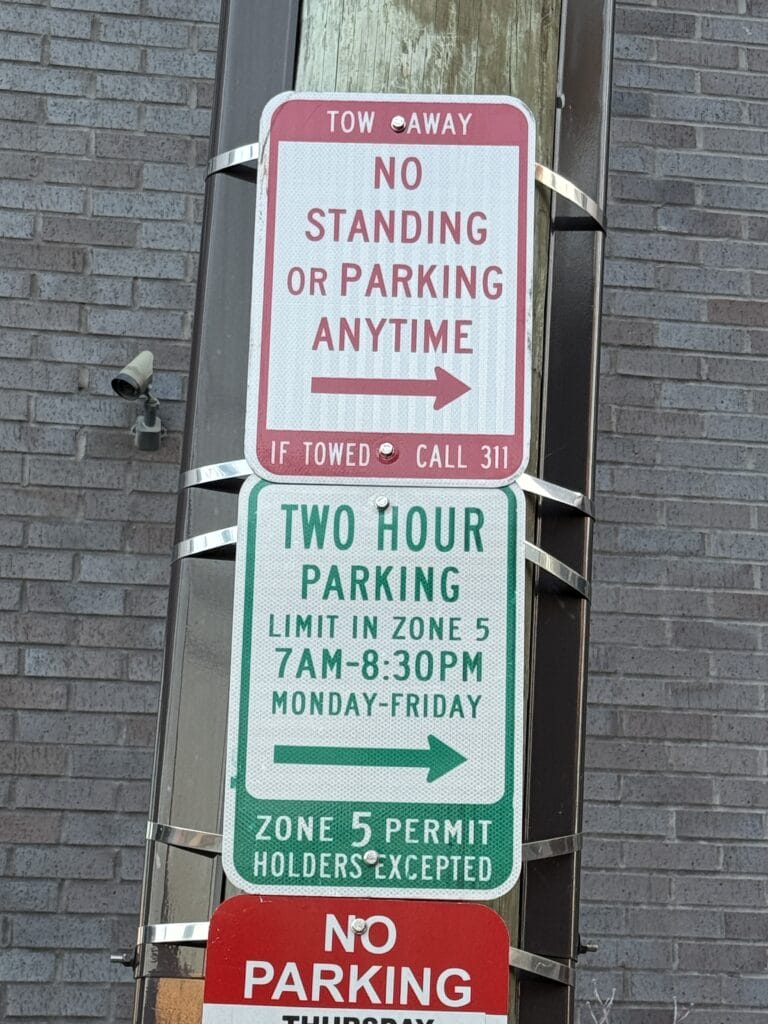 TOW AWAY
NO
STANDING
OR PARKING
ANYTIME
IF TOWED CALL 311
TWO HOUR
PARKING
LIMIT IN ZONE 5
7AM-8:30PM
MONDAY-FRIDAY
ZONE 5 PERMIT
HOLDERS EXCEPTED
NO
PARKING
THURSDAY